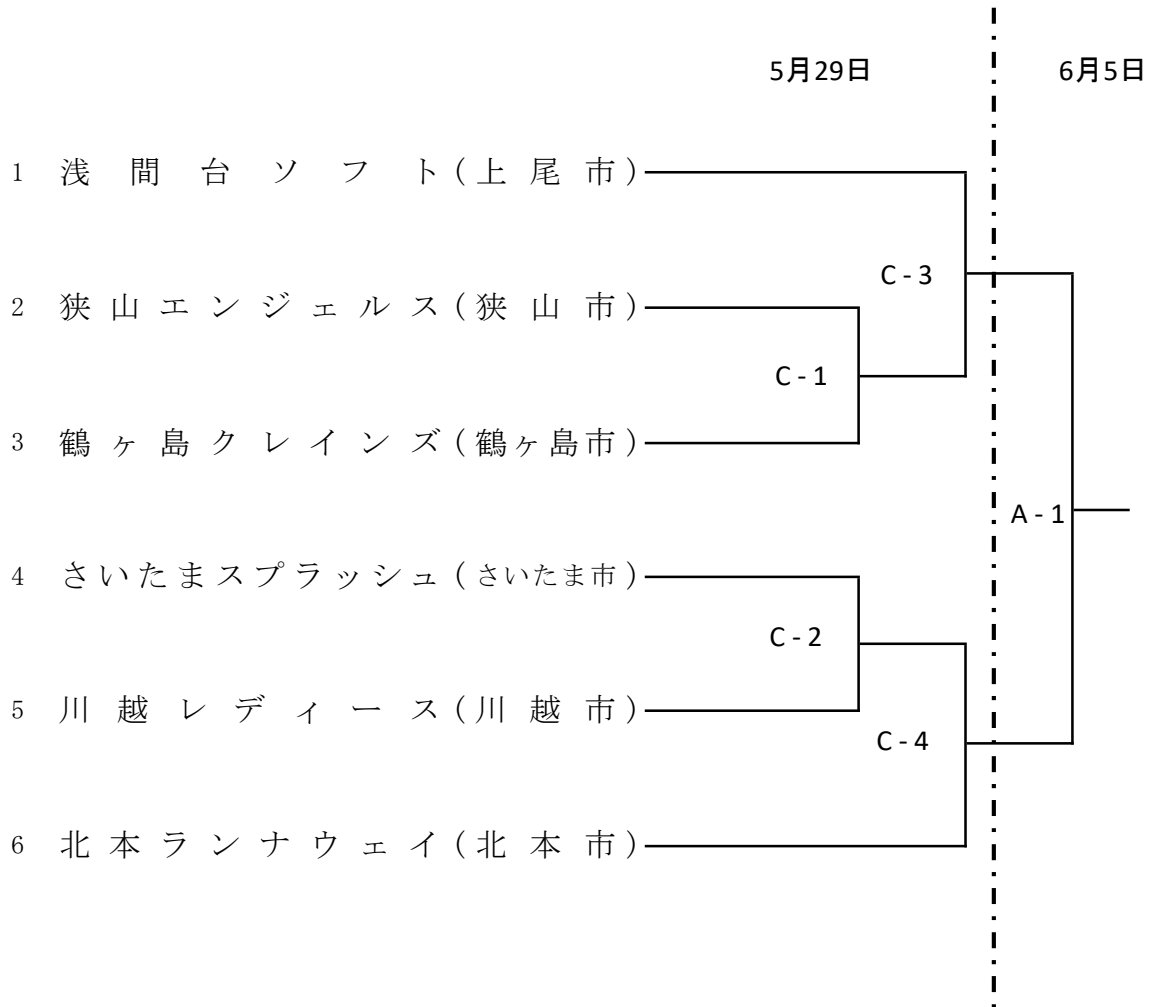 5月29日 6月5日
1 浅間台ソフト(上尾市)
C-3
2 狭山エンジェルス(狭山市)
C-1
3 鶴ヶ島クレインズ(鶴ヶ島市)
A-1
4 さいたまスプラッシュ(さいたま市)
C-2
5 川越レディース(川越市)
C-4
6 北本ランナウェイ(北本市)